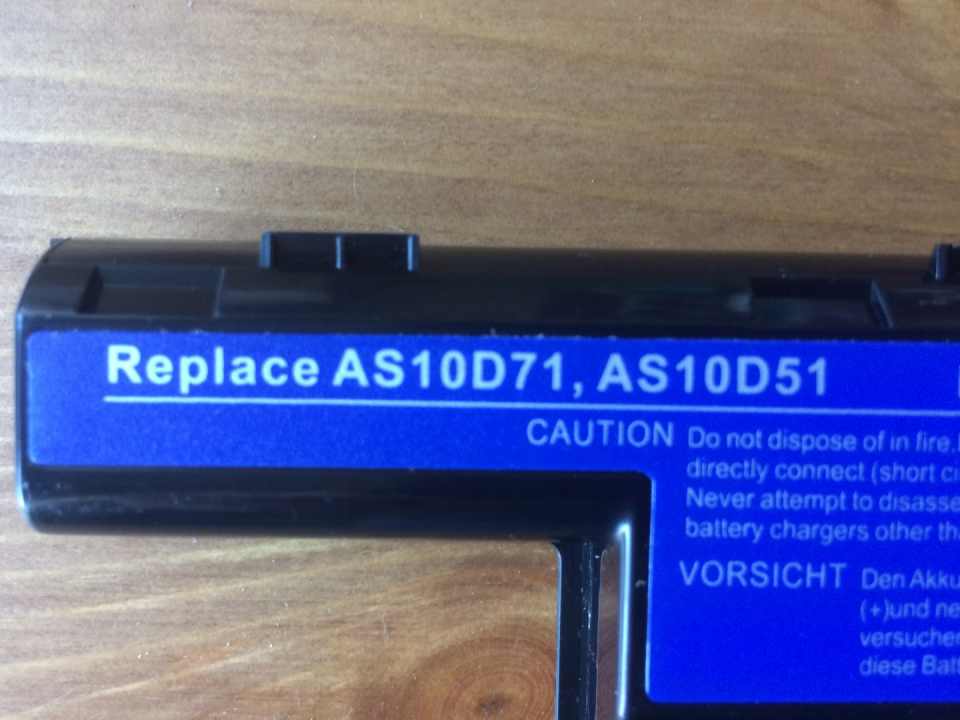 Replace AS10D71, AS10D51
CAUTION Do not dispose of in fire.
directly connect (short
Never attempt to
battery chargers other
VORSICHT Den Akku
(+)und
diese